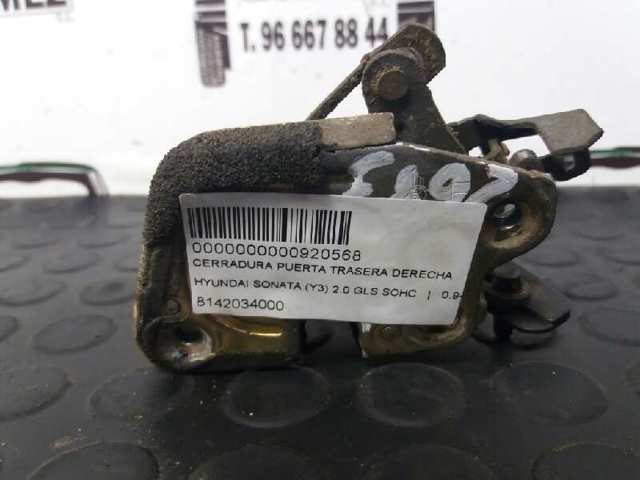 T. 96 667 88 44
0000000000920568
CERRADURA PUERTA TRASERA DERECHA
HYUNDAI SONATA (Y3) 2.0 GLS SOHC | 0.9
8142034000